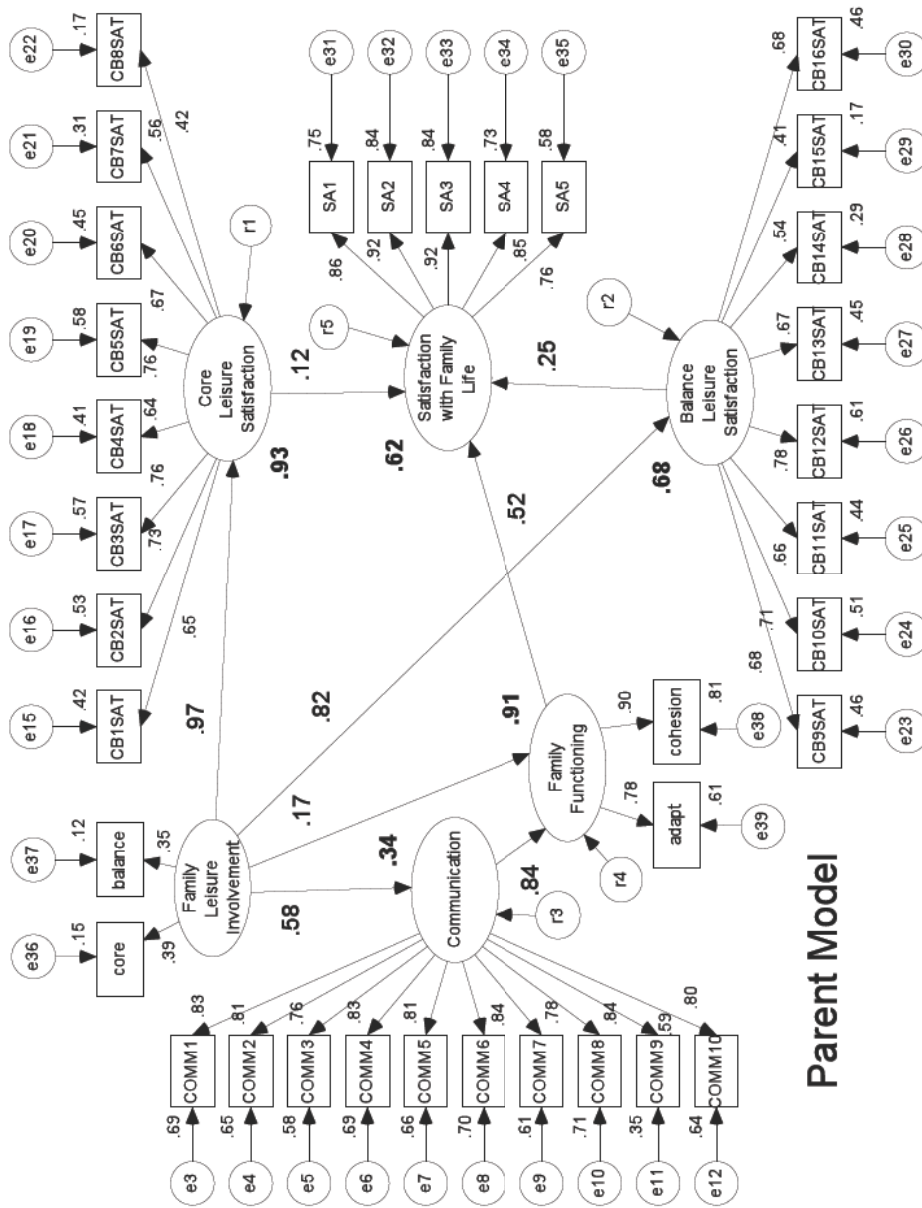 e36
e37
e15
e16
e17
e18
e19
e20
e21
e22
.15
.12
.42
.53
.57
.41
.58
.45
.31
.17
core
balance
CB1SAT
CB2SAT
CB3SAT
CB4SAT
CB5SAT
CB6SAT
CB7SAT
CB8SAT
.39
.35
.65
.73
.76
.64
.76
.67
.56
.42
Family
Leisure
Involvement
.97
Core
Leisure
Satisfaction
.93
r1
.58
.17
.82
.12
e3
.69
COMM1
.83
e4
.65
COMM2
.81
e5
.58
COMM3
.76
e6
.69
COMM4
.83
e7
.66
COMM5
.81
e8
.70
COMM6
.84
e9
.61
COMM7
.78
e10
.71
COMM8
.84
e11
.35
COMM9
.59
e12
.64
COMM10
.80
Communication
.34
r3
.84
Family
Functioning
.91
r4
.78
.90
adapt
cohesion
.61
.81
e39
e38
.52
r5
Satisfaction
with Family
Life
.62
.86
SA1
.75
e31
.92
SA2
.84
e32
.92
SA3
.84
e33
.85
SA4
.73
e34
.76
SA5
.58
e35
.25
r2
Balance
Leisure
Satisfaction
.68
.68
.71
.66
.78
.67
.54
.41
.68
CB9SAT
CB10SAT
CB11SAT
CB12SAT
CB13SAT
CB14SAT
CB15SAT
CB16SAT
.46
.51
.44
.61
.45
.29
.17
.46
e23
e24
e25
e26
e27
e28
e29
e30
Parent Model